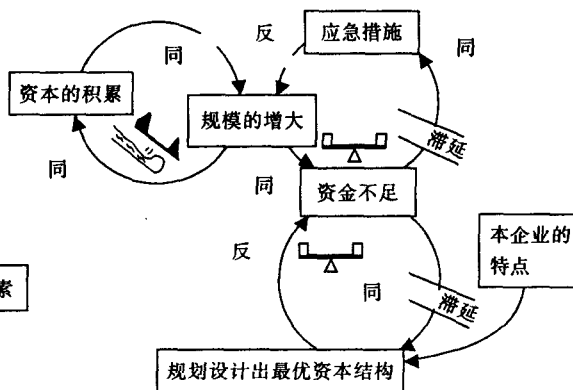 反
应急措施
同
同
资本的积累
规模的增大
滞延
同
同
资金不足
反
本企业的
特点
同
滞延
素
规划设计出最优资本结构